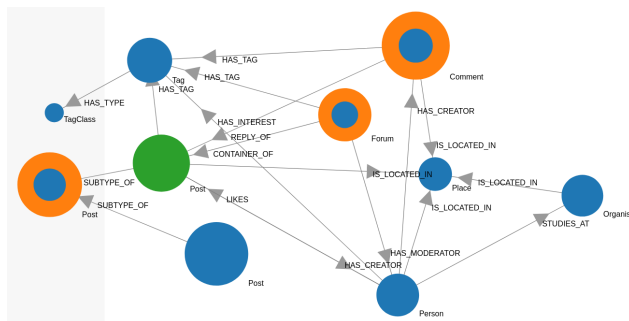 HAS_TAG
Comment
HAS_TAG
Tag
HAS_TAG
HAS_TYPE
HAS_CREATOR
TagClass
HAS_INTEREST
REPLY_OF
Forum
IS_LOCATED_IN
CONTAINER_OF
IS_LOCATED_IN
SUBTYPE_OF
Post
Place
IS_LOCATED_IN
LIKES
SUBTYPE_OF
IS_LOCATED_IN
Post
Organis
STUDIES_AT
HAS_MODERATOR
HAS_CREATOR
Post
Person